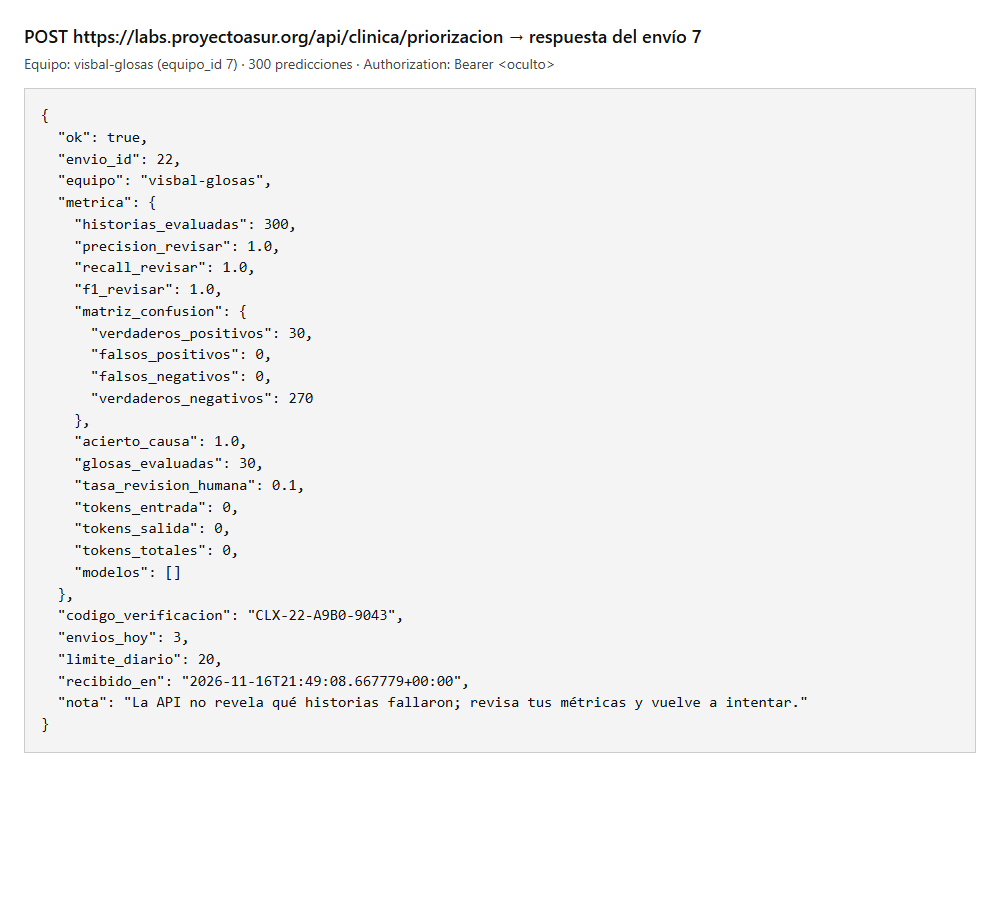 POST https://labs.proyectoasur.org/api/clinica/priorizacion → respuesta del envío 7
Equipo: visbal-glosas (equipo_id 7) · 300 predicciones · Authorization: Bearer <oculto>
{
  "ok": true,
  "envio_id": 22,
  "equipo": "visbal-glosas",
  "metrica": {
    "historias_evaluadas": 300,
    "precision_revisar": 1.0,
    "recall_revisar": 1.0,
    "f1_revisar": 1.0,
    "matriz_confusion": {
      "verdaderos_positivos": 30,
      "falsos_positivos": 0,
      "falsos_negativos": 0,
      "verdaderos_negativos": 270
    },
    "acierto_causa": 1.0,
    "glosas_evaluadas": 30,
    "tasa_revision_humana": 0.1,
    "tokens_entrada": 0,
    "tokens_salida": 0,
    "tokens_totales": 0,
    "modelos": []
  },
  "codigo_verificacion": "CLX-22-A9B0-9043",
  "envios_hoy": 3,
  "limite_diario": 20,
  "recibido_en": "2026-11-16T21:49:08.667779+00:00",
  "nota": "La API no revela qué historias fallaron; revisa tus métricas y vuelve a intentar."
}